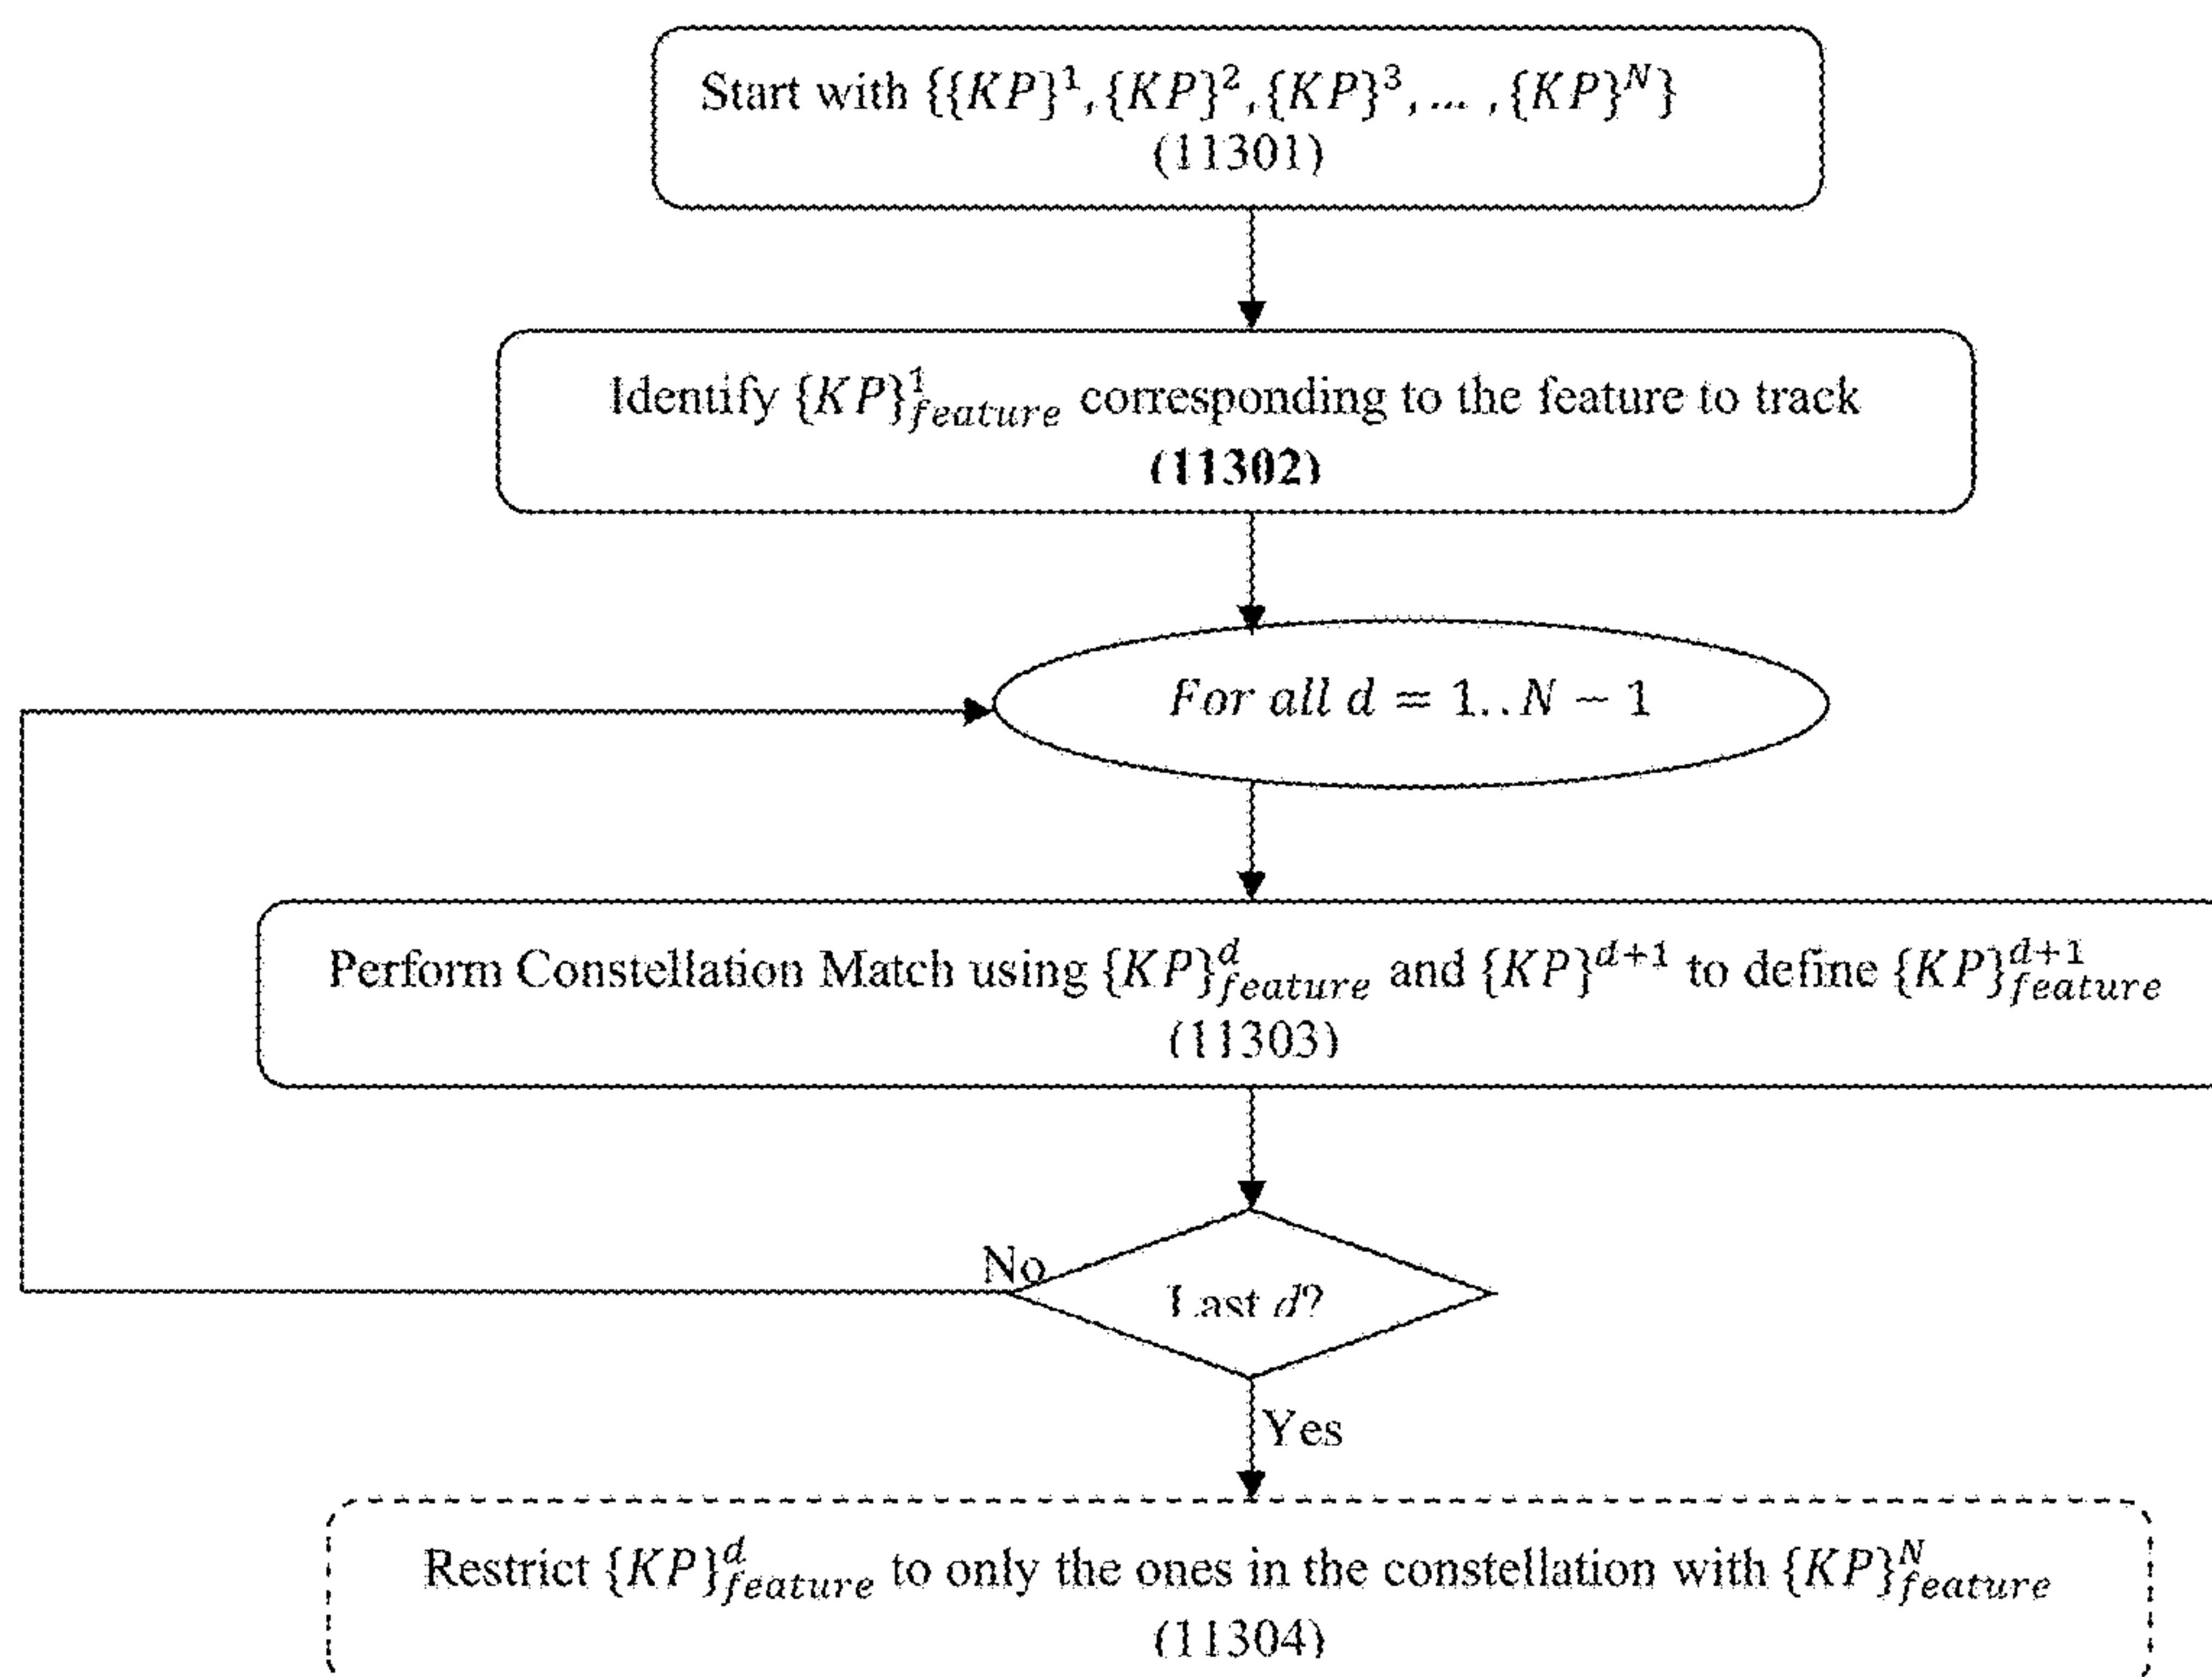 Start with {{KP}¹, {KP}², {KP}³, ... , {KP}ᴺ}
(11301)
Identify {KP}¹_feature corresponding to the feature to track
(11302)
For all d = 1..N − 1
Perform Constellation Match using {KP}ᵈ_feature and {KP}ᵈ⁺¹ to define {KP}ᵈ⁺¹_feature
(11303)
No
Last d?
Yes
Restrict {KP}ᵈ_feature to only the ones in the constellation with {KP}ᴺ_feature
(11304)